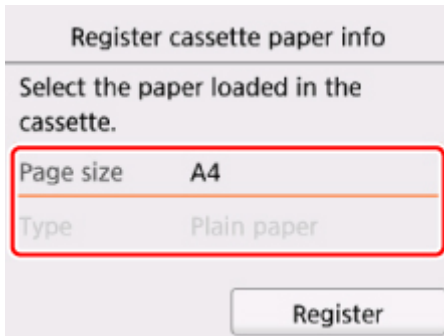 Register cassette paper info
Select the paper loaded in the
cassette.
Page size A4
Type Plain paper
Register